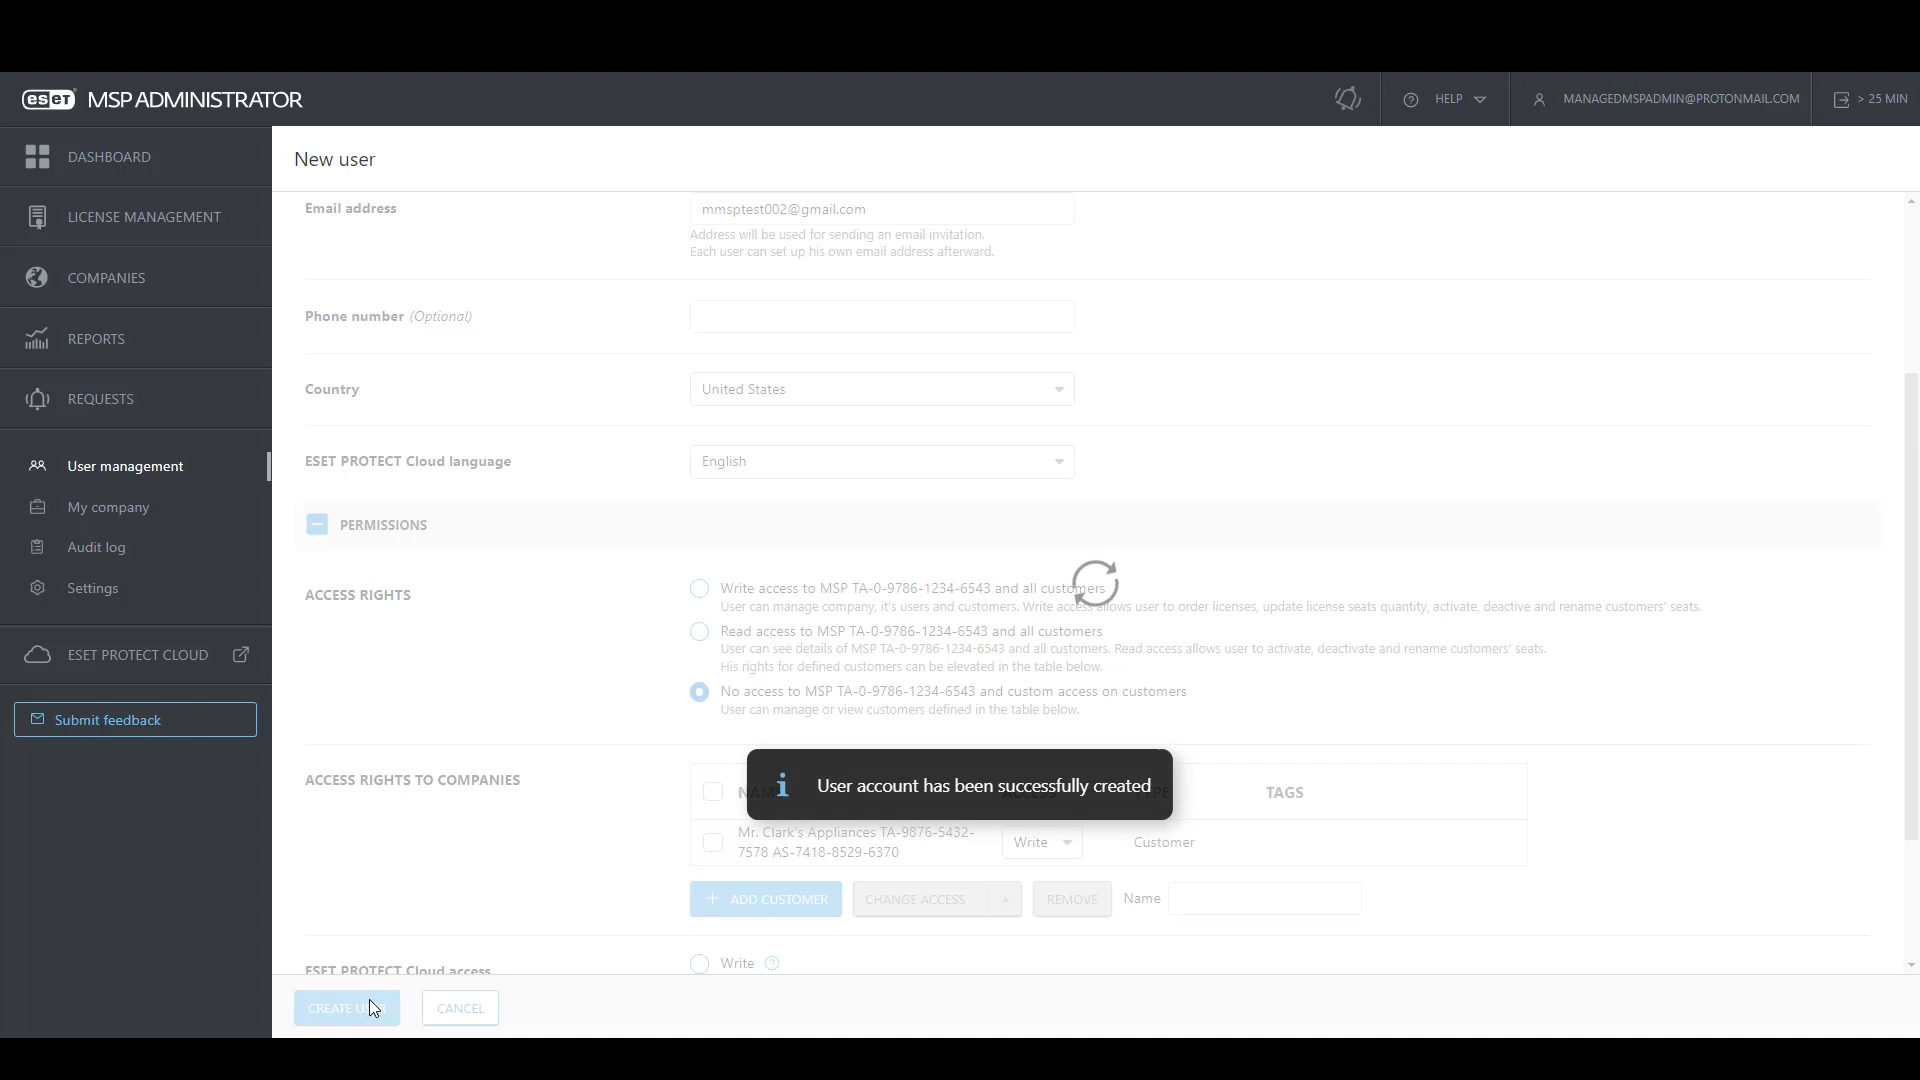 eset MSP ADMINISTRATOR
HELP
MANAGEDMSPADMIN@PROTONMAIL.COM
> 25 MIN
DASHBOARD
LICENSE MANAGEMENT
COMPANIES
REPORTS
REQUESTS
User management
My company
Audit log
Settings
ESET PROTECT CLOUD
Submit feedback
New user
Email address
mmsptest002@gmail.com
Address will be used for sending an email invitation.
Each user can set up his own email address afterward.
Phone number (Optional)
Country
United States
ESET PROTECT Cloud language
English
PERMISSIONS
ACCESS RIGHTS
Write access to MSP TA-0-9786-1234-6543 and all customers
User can manage company, it's users and customers. Write access allows user to order licenses, update license seats quantity, activate, deactive and rename customers' seats.
Read access to MSP TA-0-9786-1234-6543 and all customers
User can see details of MSP TA-0-9786-1234-6543 and all customers. Read access allows user to activate, deactivate and rename customers' seats.
His rights for defined customers can be elevated in the table below.
No access to MSP TA-0-9786-1234-6543 and custom access on customers
User can manage or view customers defined in the table below.
ACCESS RIGHTS TO COMPANIES
TAGS
User account has been successfully created
Mr. Clark's Appliances TA-9876-5432-
7578 AS-7418-8529-6370
Write
Customer
ADD CUSTOMER
CHANGE ACCESS
REMOVE
Name
ESET PROTECT Cloud access
Write
CREATE USER
CANCEL